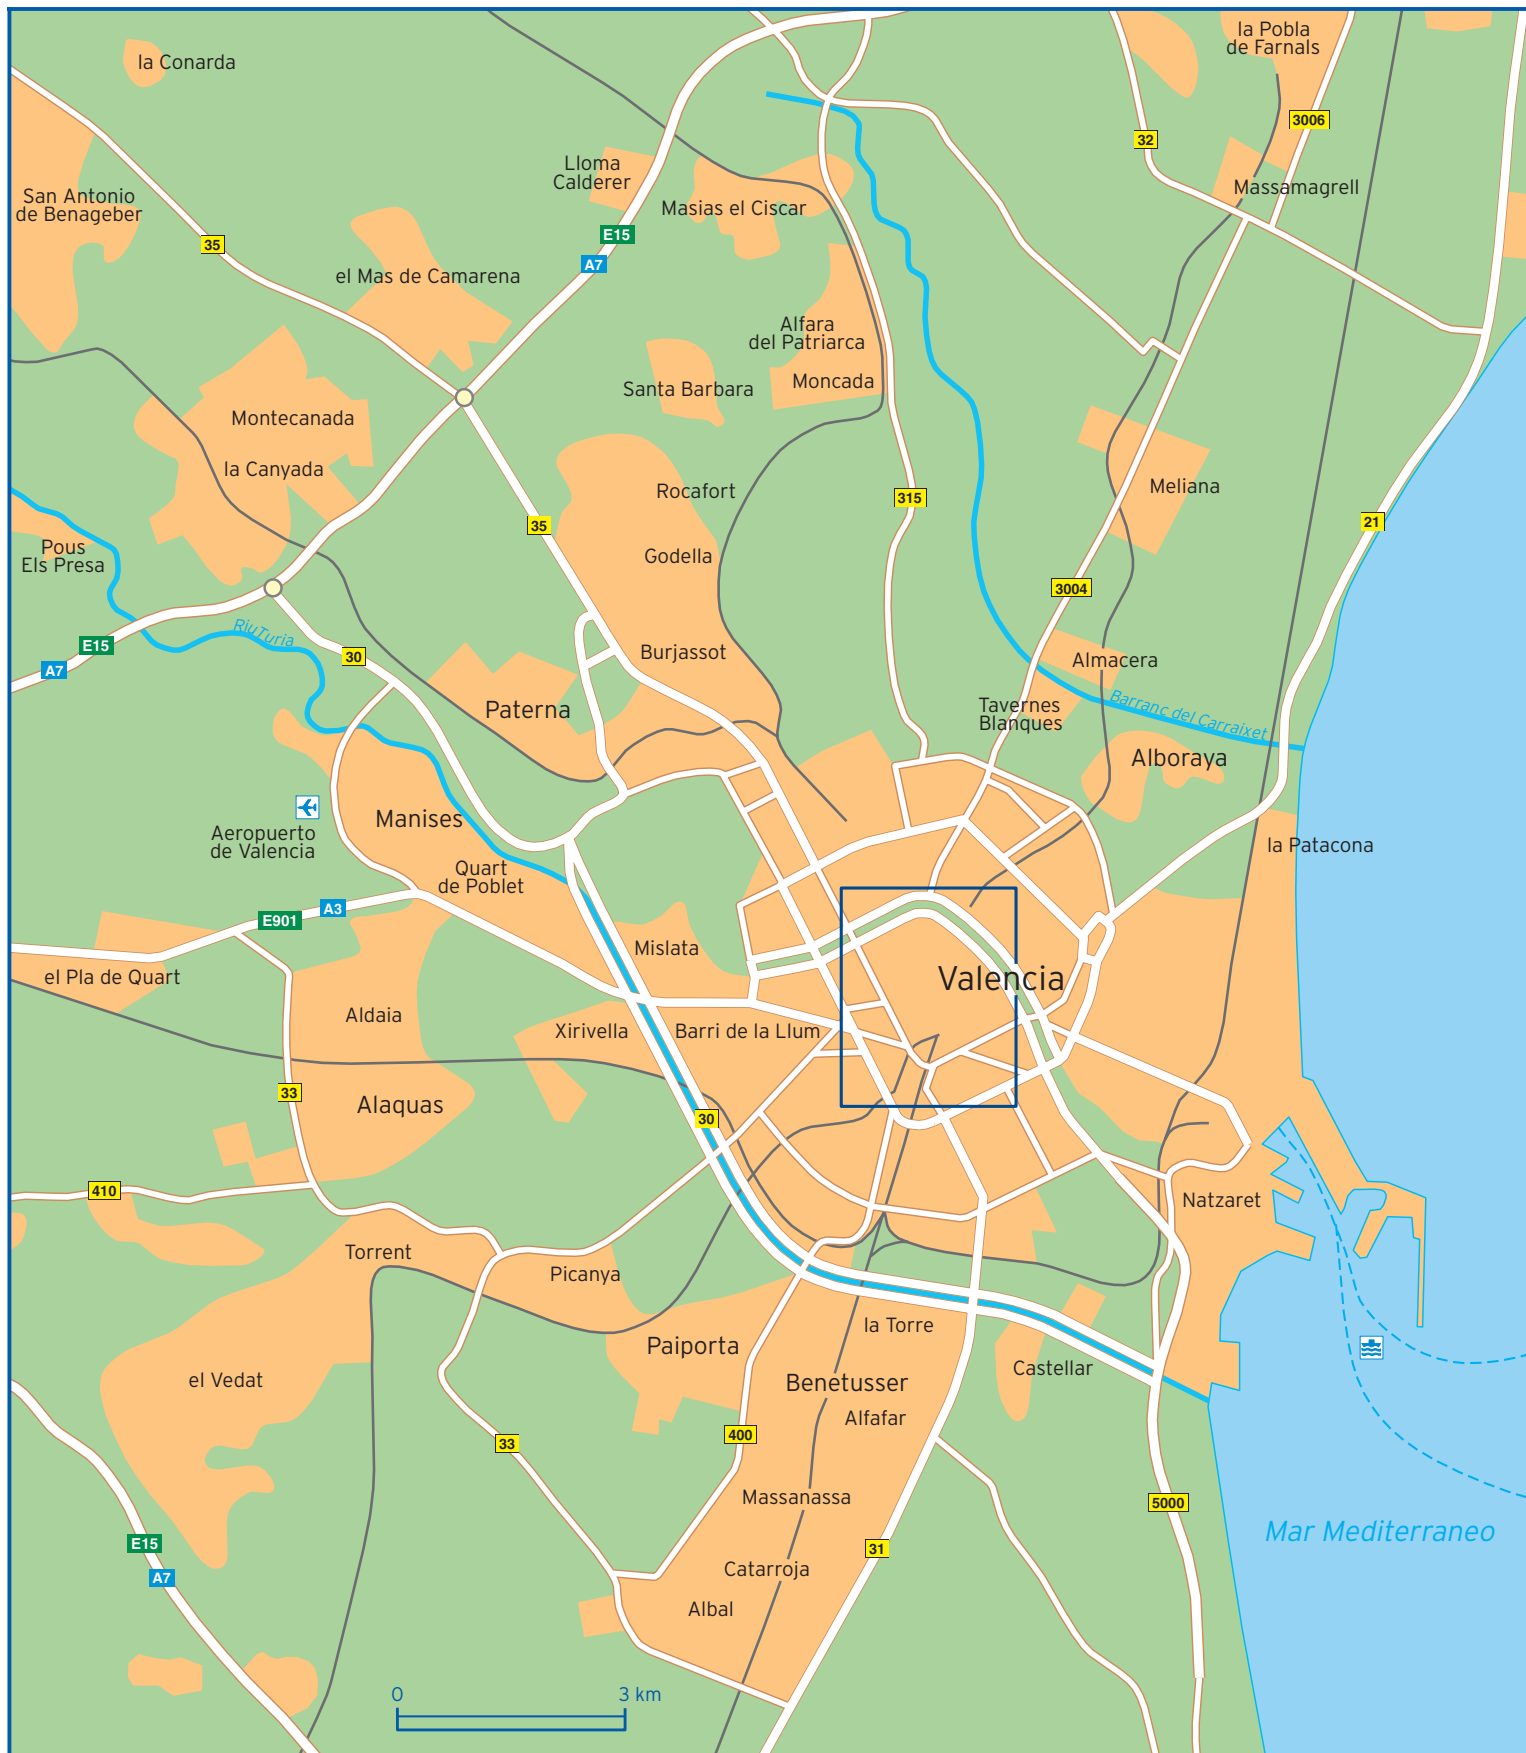 la Pobla
de Farnals
la Conarda
3006
32
Lloma
Calderer
Massamagrell
San Antonio
de Benageber
Masias el Ciscar
E15
35
A7
el Mas de Camarena
Alfara
del Patriarca
Moncada
Santa Barbara
Montecanada
la Canyada
Meliana
Rocafort
315
35
21
Pous
Els Presa
Godella
3004
RiuTuria
E15
30
Burjassot
Almacera
A7
Barranc del Carraixet
Paterna
Tavernes
Blanques
Alboraya
Manises
Aeropuerto
de Valencia
la Patacona
Quart
de Poblet
A3
E901
Mislata
el Pla de Quart
Valencia
Aldaia
Xirivella
Barri de la Llum
33
Alaquas
30
410
Natzaret
Torrent
Picanya
la Torre
Paiporta
Castellar
el Vedat
Benetusser
Alfafar
400
33
Massanassa
5000
Mar Mediterraneo
E15
31
A7
Catarroja
Albal
0
3 km